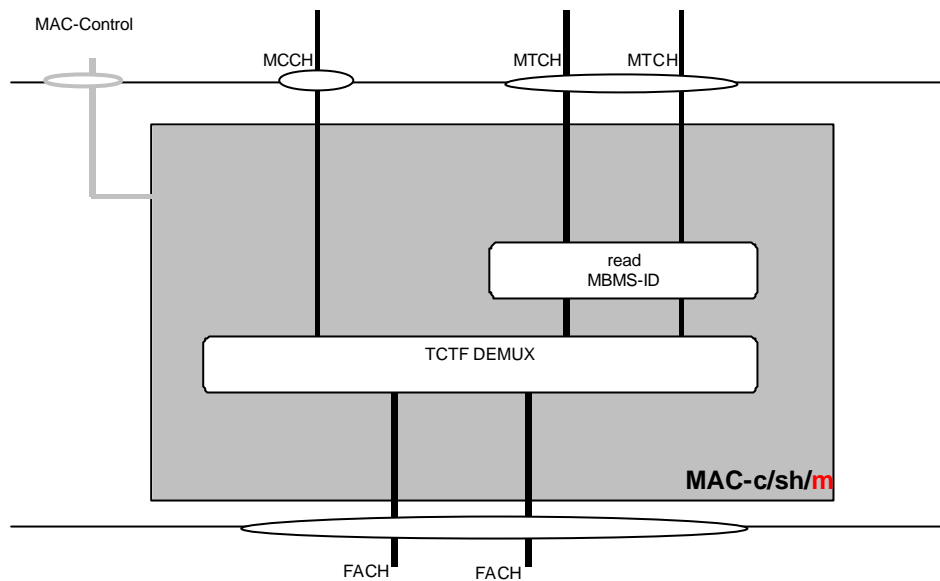 MAC-Control
MCCH
MTCH
MTCH
read
MBMS-ID
TCTF DEMUX
MAC-c/sh/m
FACH
FACH